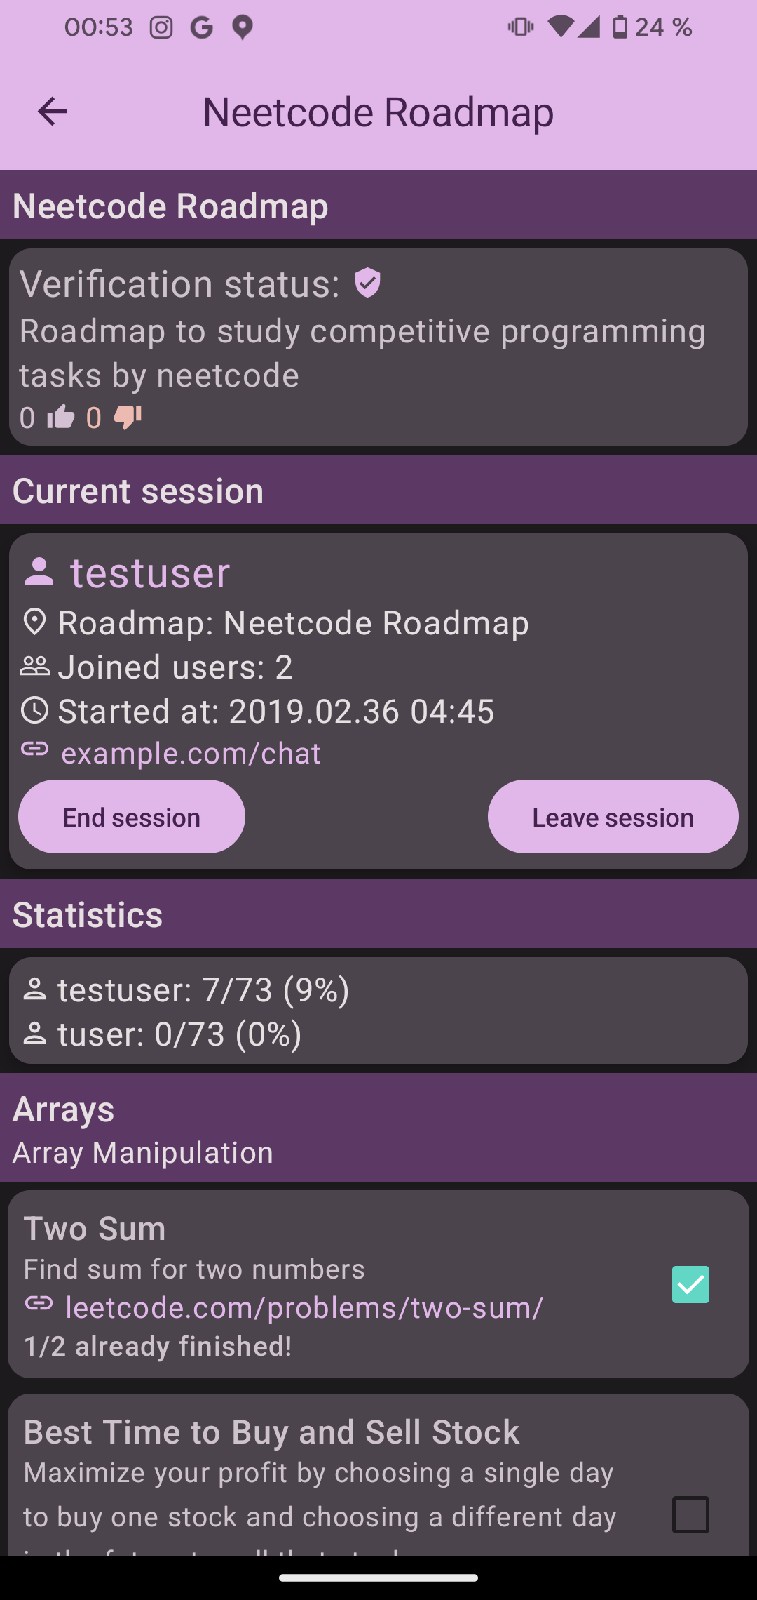 00:53
24 %
Neetcode Roadmap
Neetcode Roadmap
Verification status:
Roadmap to study competitive programming
tasks by neetcode
0 0
Current session
testuser
Roadmap: Neetcode Roadmap
Joined users: 2
Started at: 2019.02.36 04:45
example.com/chat
End session
Leave session
Statistics
testuser: 7/73 (9%)
tuser: 0/73 (0%)
Arrays
Array Manipulation
Two Sum
Find sum for two numbers
leetcode.com/problems/two-sum/
1/2 already finished!
Best Time to Buy and Sell Stock
Maximize your profit by choosing a single day
to buy one stock and choosing a different day